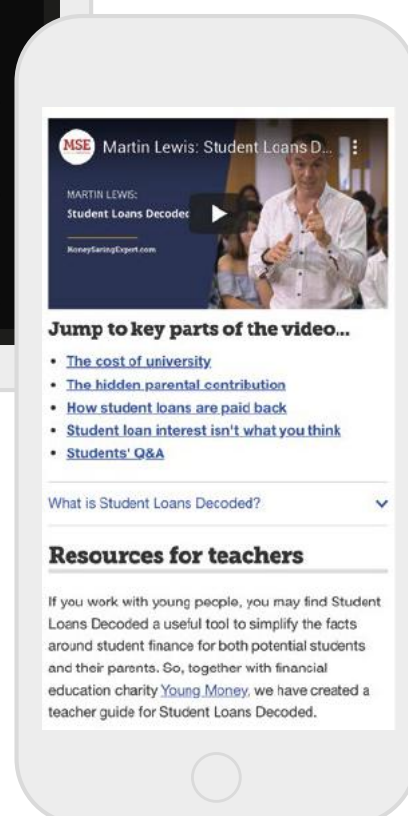 MSE
Martin Lewis: Student Loans D...
MARTIN LEWIS:
Student Loans Decoded
MoneySavingExpert.com
Jump to key parts of the video...
• The cost of university
• The hidden parental contribution
• How student loans are paid back
• Student loan interest isn't what you think
• Students' Q&A
What is Student Loans Decoded?
Resources for teachers
If you work with young people, you may find Student
Loans Decoded a useful tool to simplify the facts
around student finance for both potential students
and their parents. So, together with financial
education charity Young Money, we have created a
teacher guide for Student Loans Decoded.